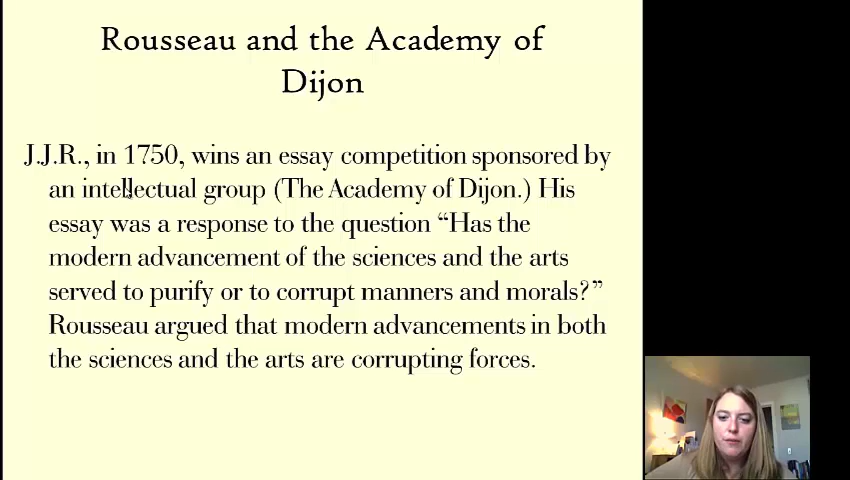 Rousseau and the Academy of
Dijon
J.J.R., in 1750, wins an essay competition sponsored by
an intellectual group (The Academy of Dijon.) His
essay was a response to the question “Has the
modern advancement of the sciences and the arts
served to purify or to corrupt manners and morals?”
Rousseau argued that modern advancements in both
the sciences and the arts are corrupting forces.